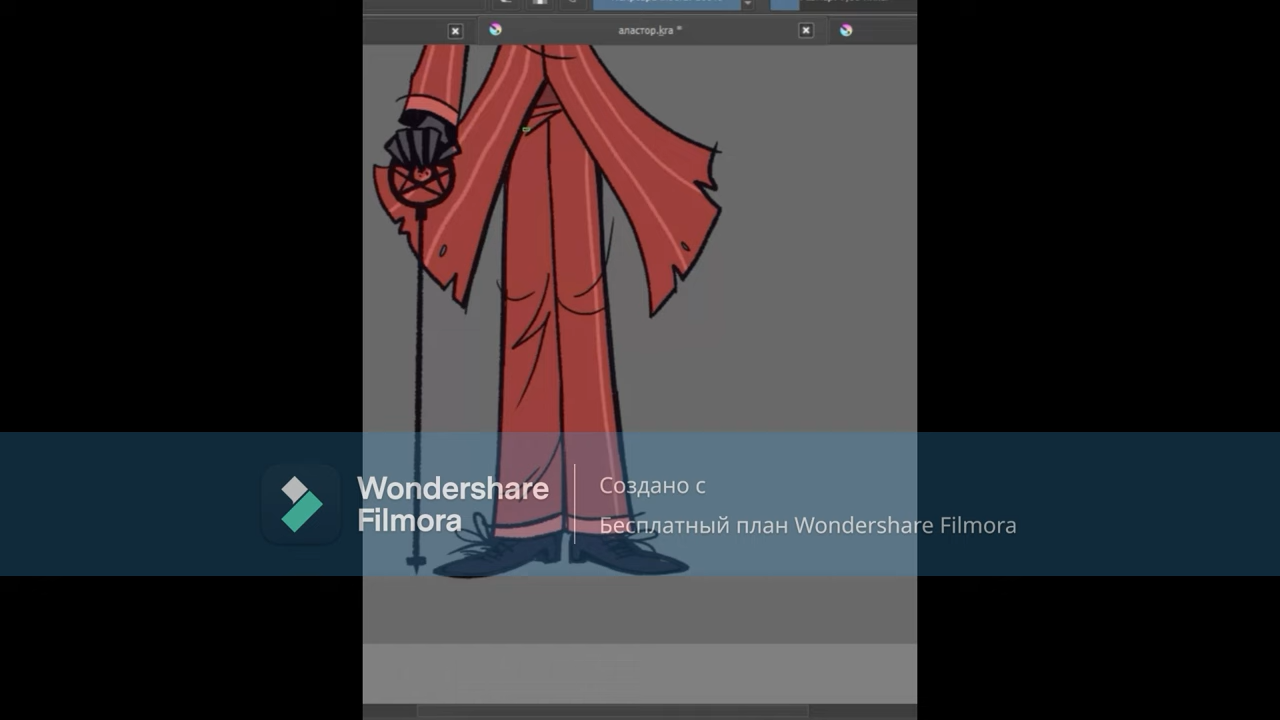 аластор.kra *
Wondershare
Filmora
Создано с
Бесплатный план Wondershare Filmora